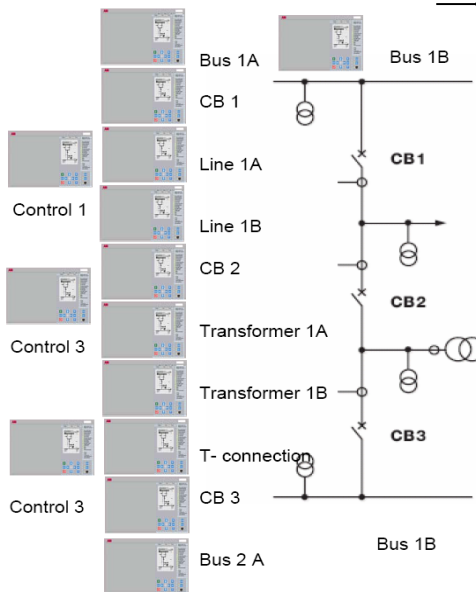 Bus 1A
Bus 1B
CB 1
CB1
Line 1A
Control 1
Line 1B
CB 2
CB2
Control 3
Transformer 1A
Transformer 1B
CB3
T- connection
Control 3
CB 3
Bus 1B
Bus 2 A